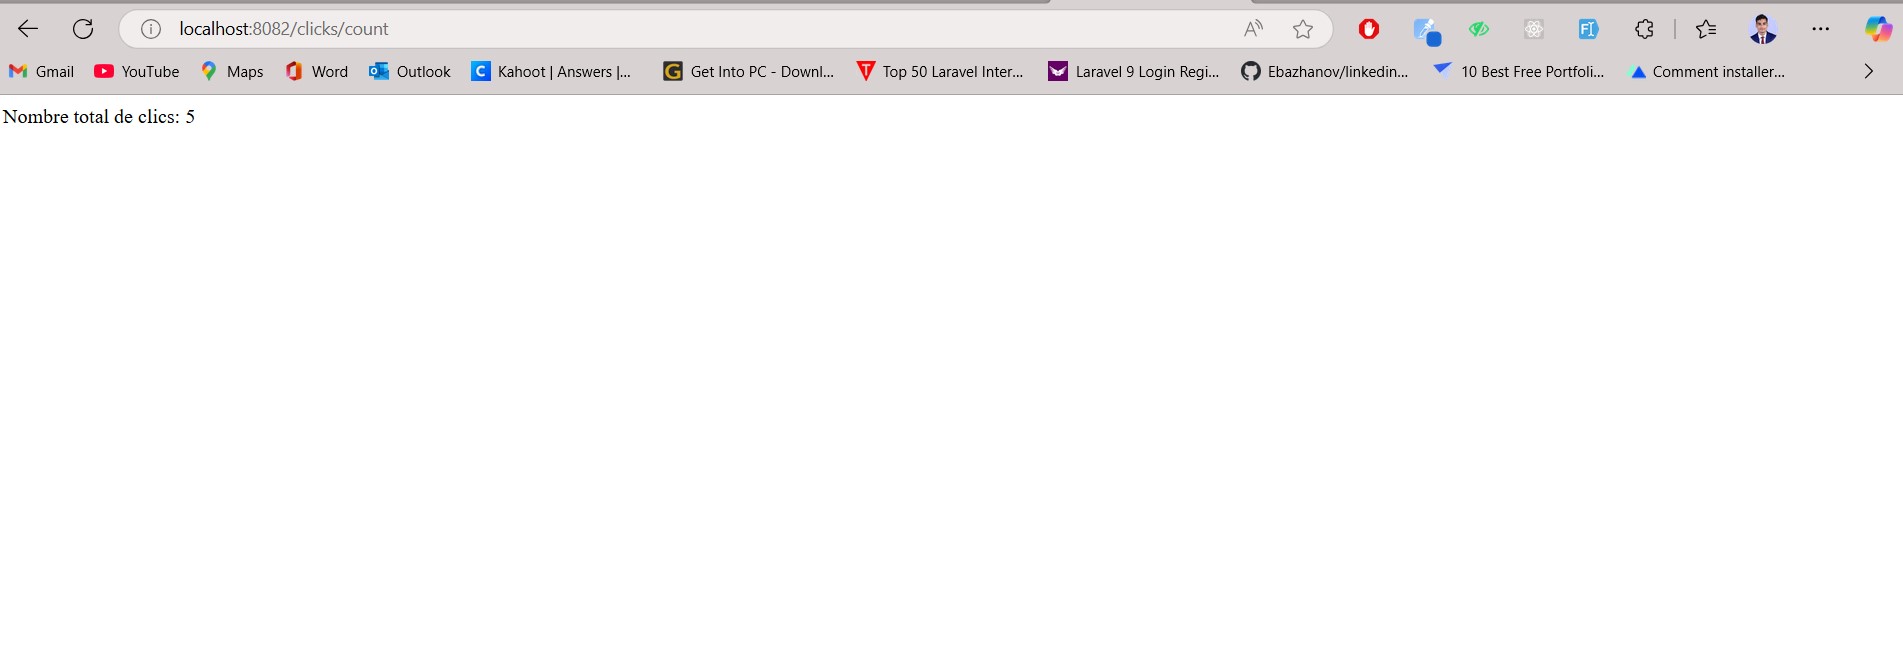 localhost:8082/clicks/count
Gmail YouTube Maps Word Outlook Kahoot | Answers |... Get Into PC - Downl... Top 50 Laravel Inter... Laravel 9 Login Regi... Ebazhanov/linkedin... 10 Best Free Portfoli... Comment installer...
Nombre total de clics: 5